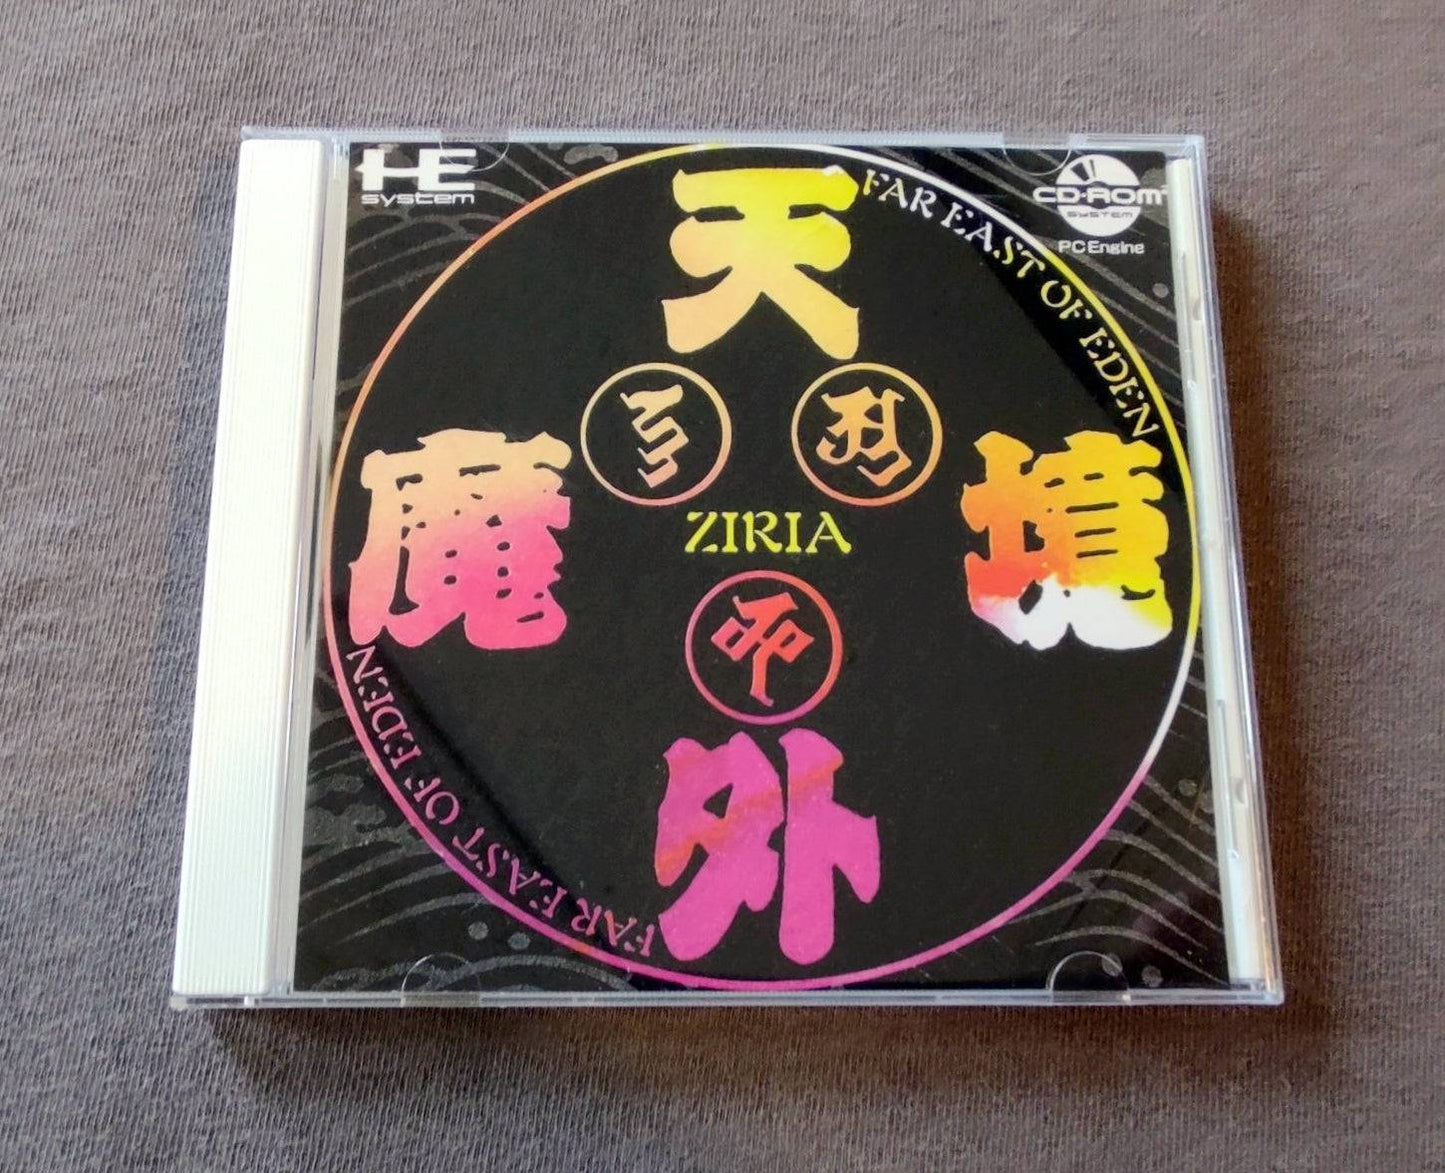 HE
system
CD-ROM²
SYSTEM
PC Engine
天
外
魔
境
FAR EAST OF EDEN
ZIRIA
FAR EAST OF EDEN